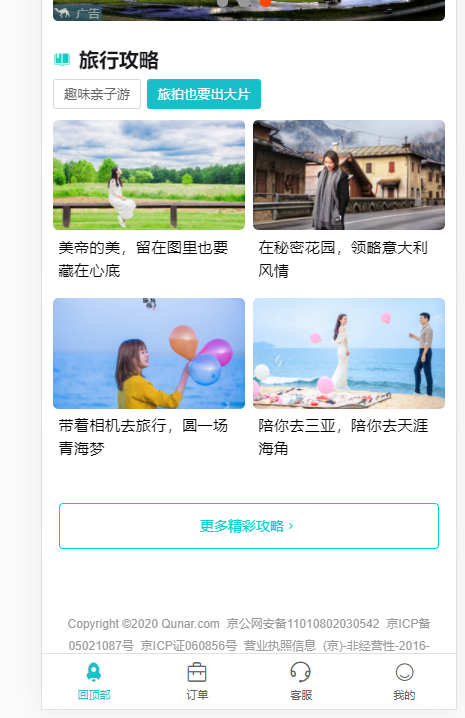 广告
旅行攻略
趣味亲子游 旅拍也要出大片
美帝的美，留在图里也要
藏在心底
在秘密花园，领略意大利
风情
带着相机去旅行，圆一场
青海梦
陪你去三亚，陪你去天涯
海角
更多精彩攻略 ›
Copyright ©2020 Qunar.com 京公网安备11010802030542 京ICP备
05021087号 京ICP证060856号 营业执照信息 (京)-非经营性-2016-
回顶部 订单 客服 我的